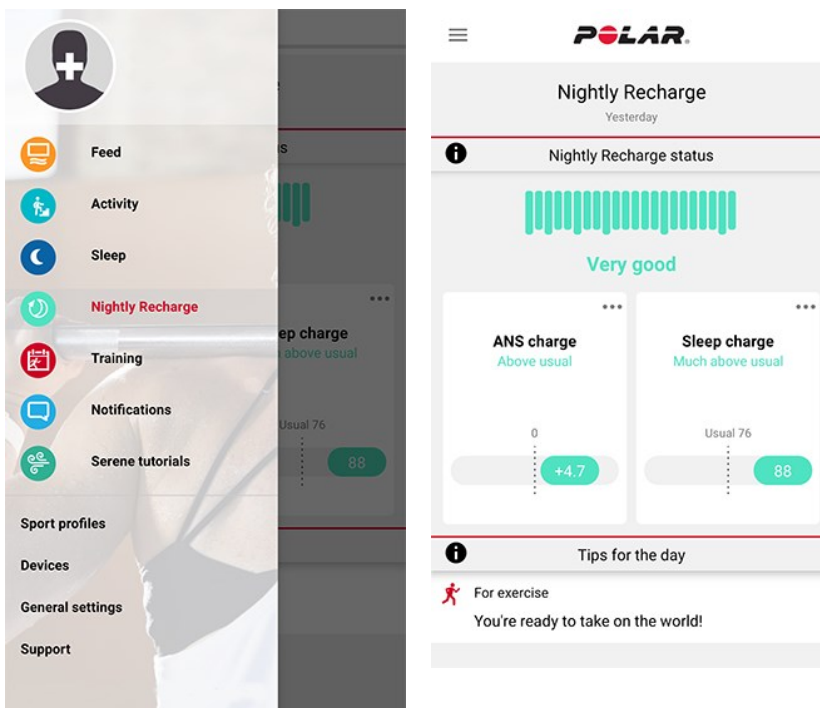 Feed
Activity
Sleep
Nightly Recharge
Training
Notifications
Serene tutorials
Sport profiles
Devices
General settings
Support
s
ep charge
above usual
Usual 76
88
POLAR®
Nightly Recharge
Yesterday
Nightly Recharge status
Very good
ANS charge
Above usual
0
+4.7
Sleep charge
Much above usual
Usual 76
88
Tips for the day
For exercise
You're ready to take on the world!